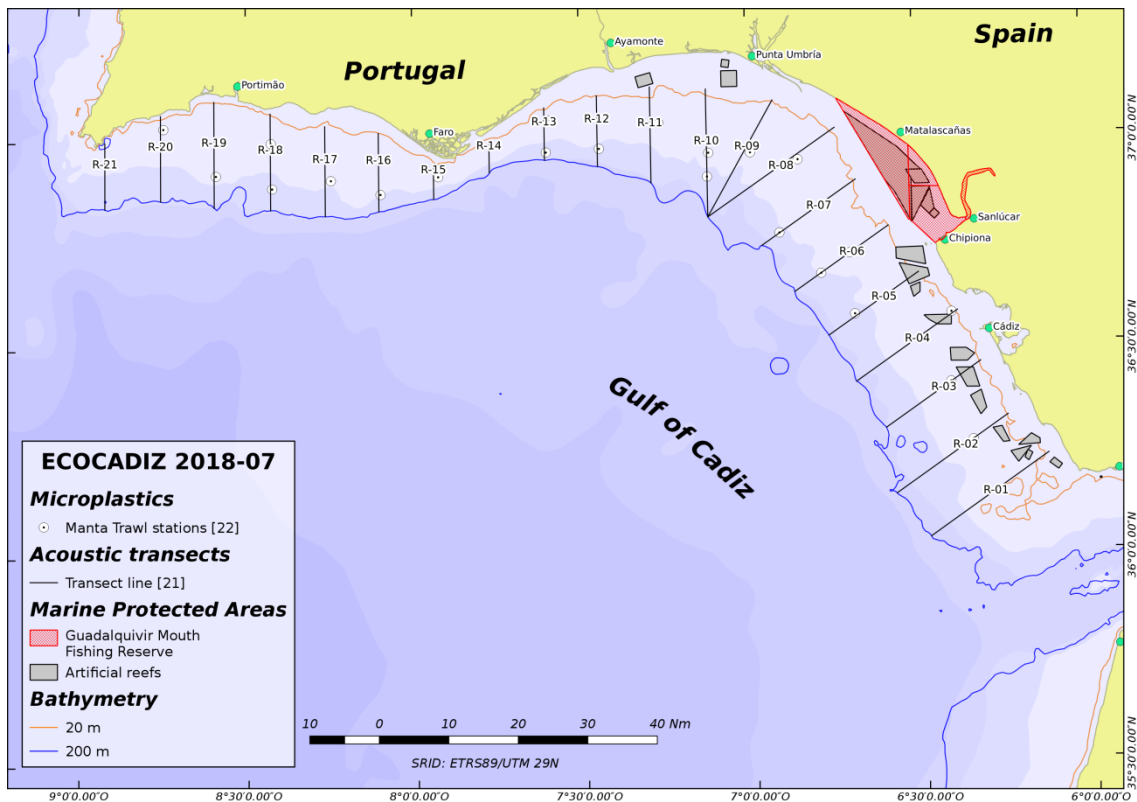 Spain
Portugal
Ayamonte
Punta Umbría
Portimão
Faro
Matalascañas
Sanlúcar
Chipiona
Cádiz
R-21
R-20
R-19
R-18
R-17
R-16
R-15
R-14
R-13
R-12
R-11
R-10
R-09
R-08
R-07
R-06
R-05
R-04
R-03
R-02
R-01
Gulf of Cadiz
ECOCADIZ 2018-07
Microplastics
Manta Trawl stations [22]
Acoustic transects
Transect line [21]
Marine Protected Areas
Guadalquivir Mouth
Fishing Reserve
Artificial reefs
Bathymetry
20 m
200 m
10 0 10 20 30 40 Nm
SRID: ETRS89/UTM 29N
37°0'0.00"N
36°30'0.00"N
36°0'0.00"N
35°30'0.00"N
9°0'0.00"O
8°30'0.00"O
8°0'0.00"O
7°30'0.00"O
7°0'0.00"O
6°30'0.00"O
6°0'0.00"O